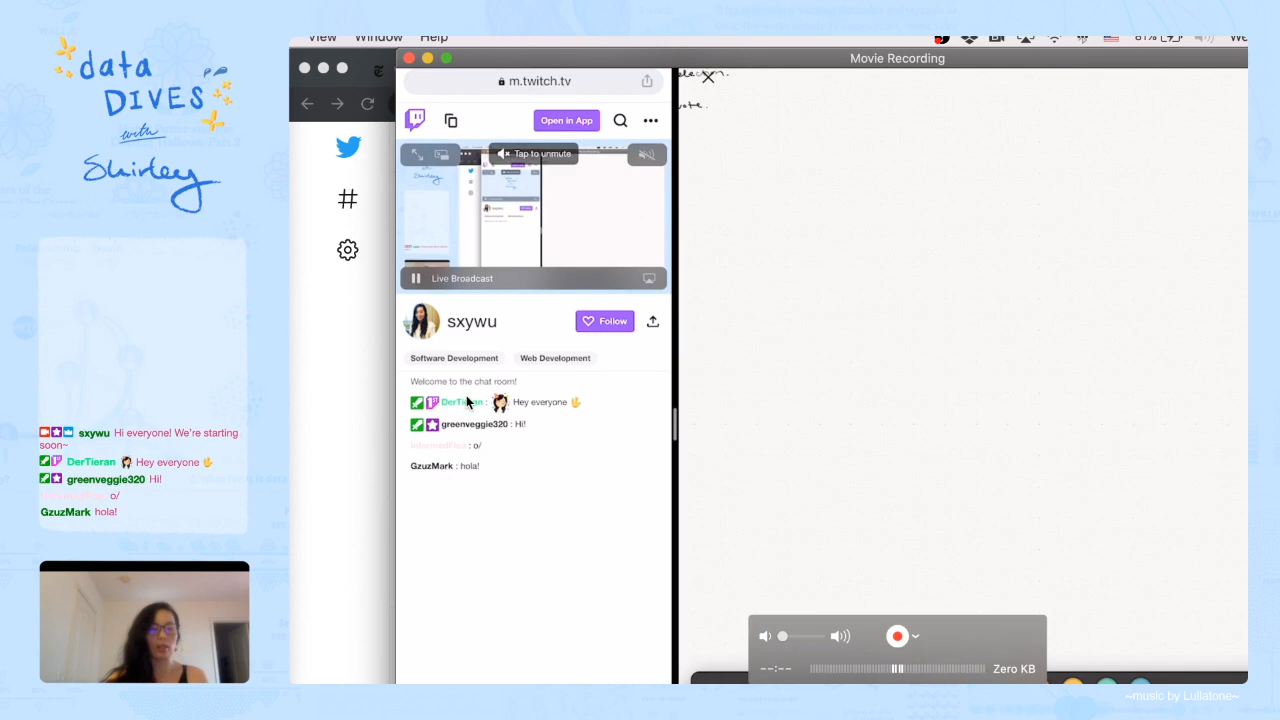 data
DIVES
with
Shirley
View Window Help
81%
Movie Recording
m.twitch.tv
Open in App
Tap to unmute
Live Broadcast
sxywu
Follow
Software Development Web Development
Welcome to the chat room!
DerTieran : Hey everyone 🖖
greenveggie320 : Hi!
: o/
GzuzMark : hola!
vote.
--:-- Zero KB
sxywu Hi everyone! We're starting
soon~
DerTieran Hey everyone 🖖
greenveggie320 Hi!
o/
GzuzMark hola!
~music by Lullatone~